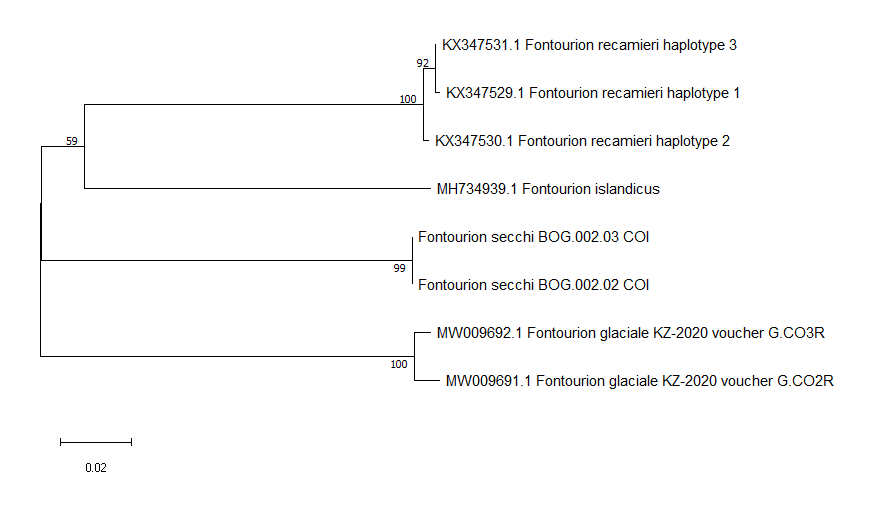 KX347531.1 Fontourion recamieri haplotype 3
92
KX347529.1 Fontourion recamieri haplotype 1
100
KX347530.1 Fontourion recamieri haplotype 2
59
MH734939.1 Fontourion islandicus
Fontourion secchi BOG.002.03 COI
99
Fontourion secchi BOG.002.02 COI
MW009692.1 Fontourion glaciale KZ-2020 voucher G.CO3R
100
MW009691.1 Fontourion glaciale KZ-2020 voucher G.CO2R
0.02